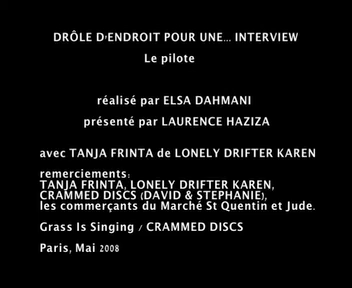 DRÔLE D'ENDROIT POUR UNE... INTERVIEW
Le pilote
réalisé par ELSA DAHMANI
présenté par LAURENCE HAZIZA
avec TANJA FRINTA de LONELY DRIFTER KAREN
remerciements:
TANJA FRINTA, LONELY DRIFTER KAREN,
CRAMMED DISCS (DAVID & STEPHANIE),
les commerçants du Marché St Quentin et Jude.
Grass Is Singing / CRAMMED DISCS
Paris, Mai 2008